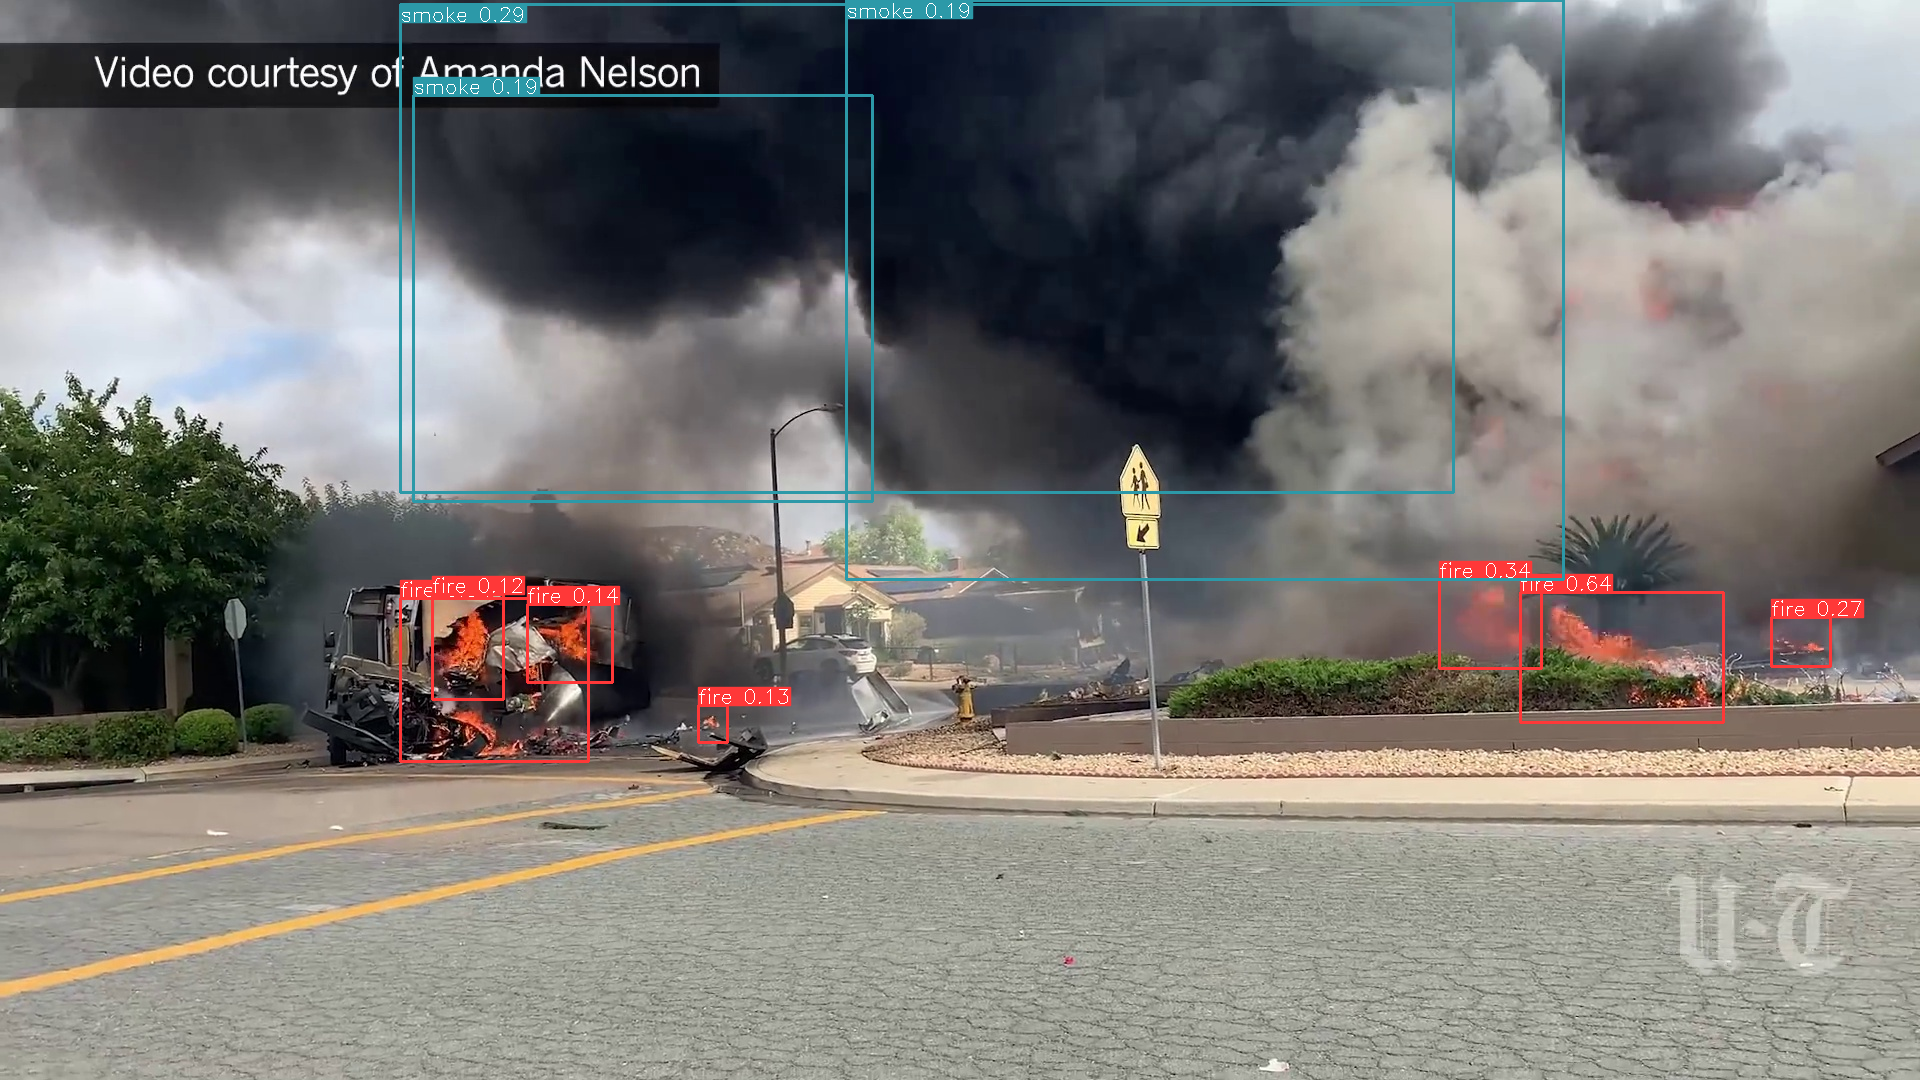 smoke 0.29
smoke 0.19
Video courtesy of Amanda Nelson
smoke 0.19
fire 0.34
fire 0.64
fire
fire 0.12
fire 0.14
fire 0.27
fire 0.13
U-T